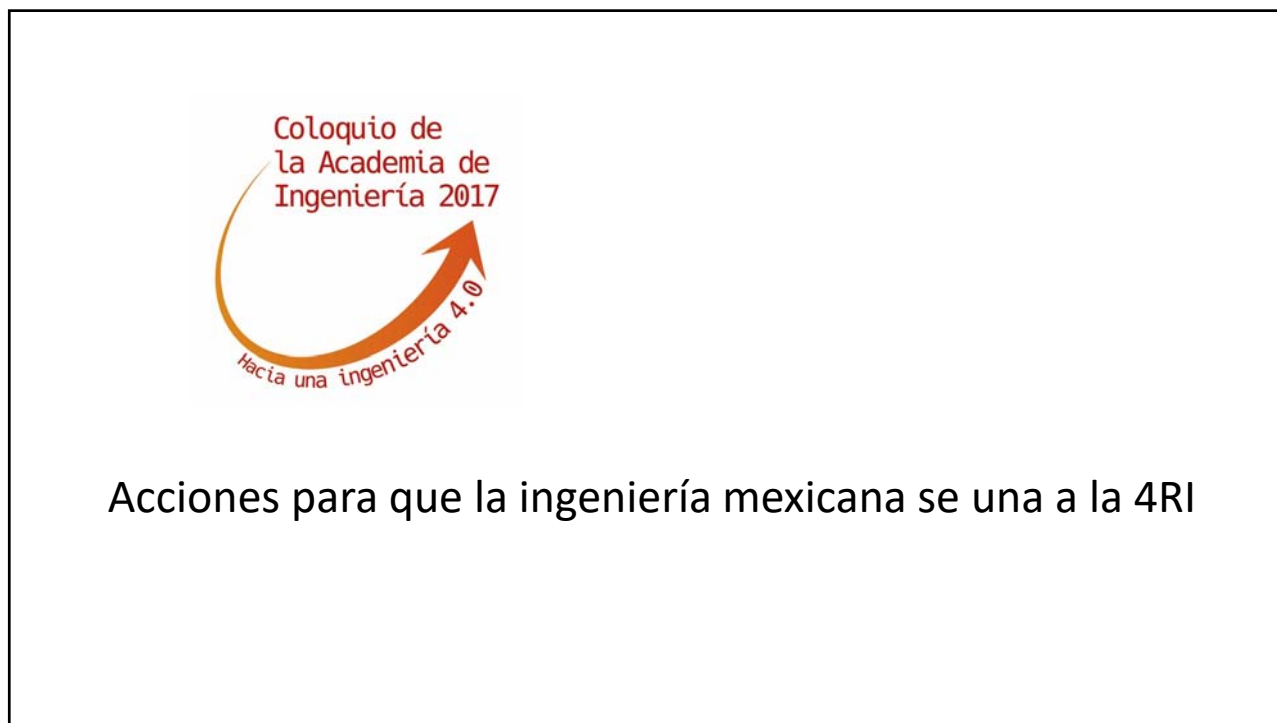 Coloquio de
la Academia de
Ingeniería 2017
Hacia una ingeniería 4.0
Acciones para que la ingeniería mexicana se una a la 4RI